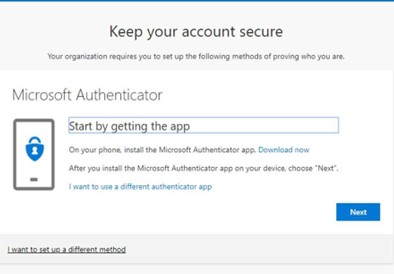 Keep your account secure
Your organization requires you to set up the following methods of proving who you are.
Microsoft Authenticator
Start by getting the app
On your phone, install the Microsoft Authenticator app. Download now
After you install the Microsoft Authenticator app on your device, choose "Next".
I want to use a different authenticator app
Next
I want to set up a different method